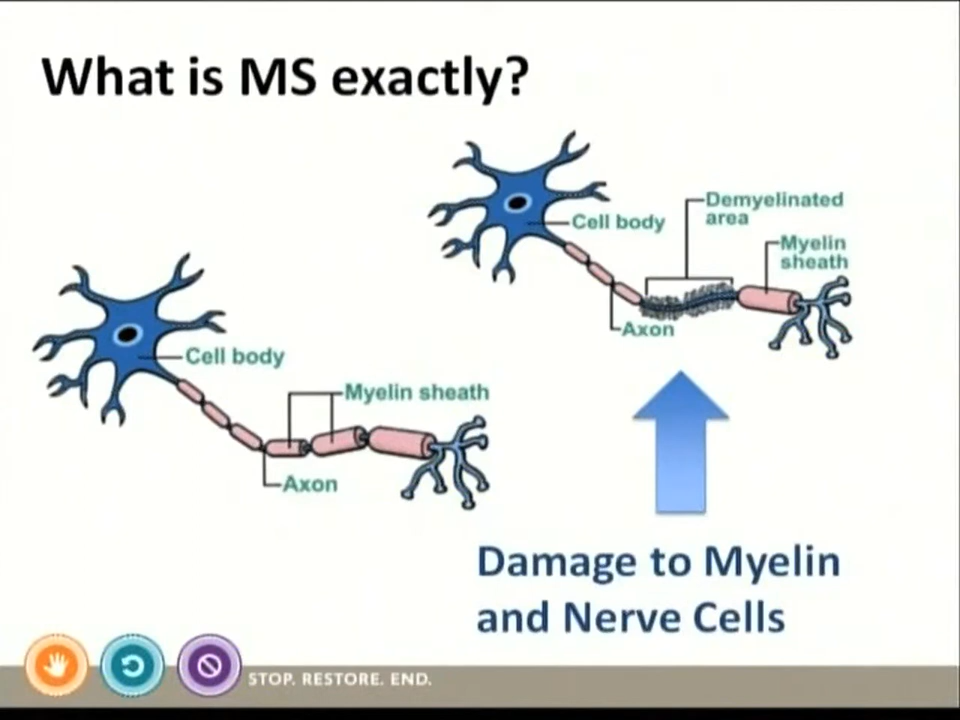 What is MS exactly?
Demyelinated
area
Cell body
Myelin
sheath
Axon
Cell body
Myelin sheath
Axon
Damage to Myelin
and Nerve Cells
STOP. RESTORE. END.